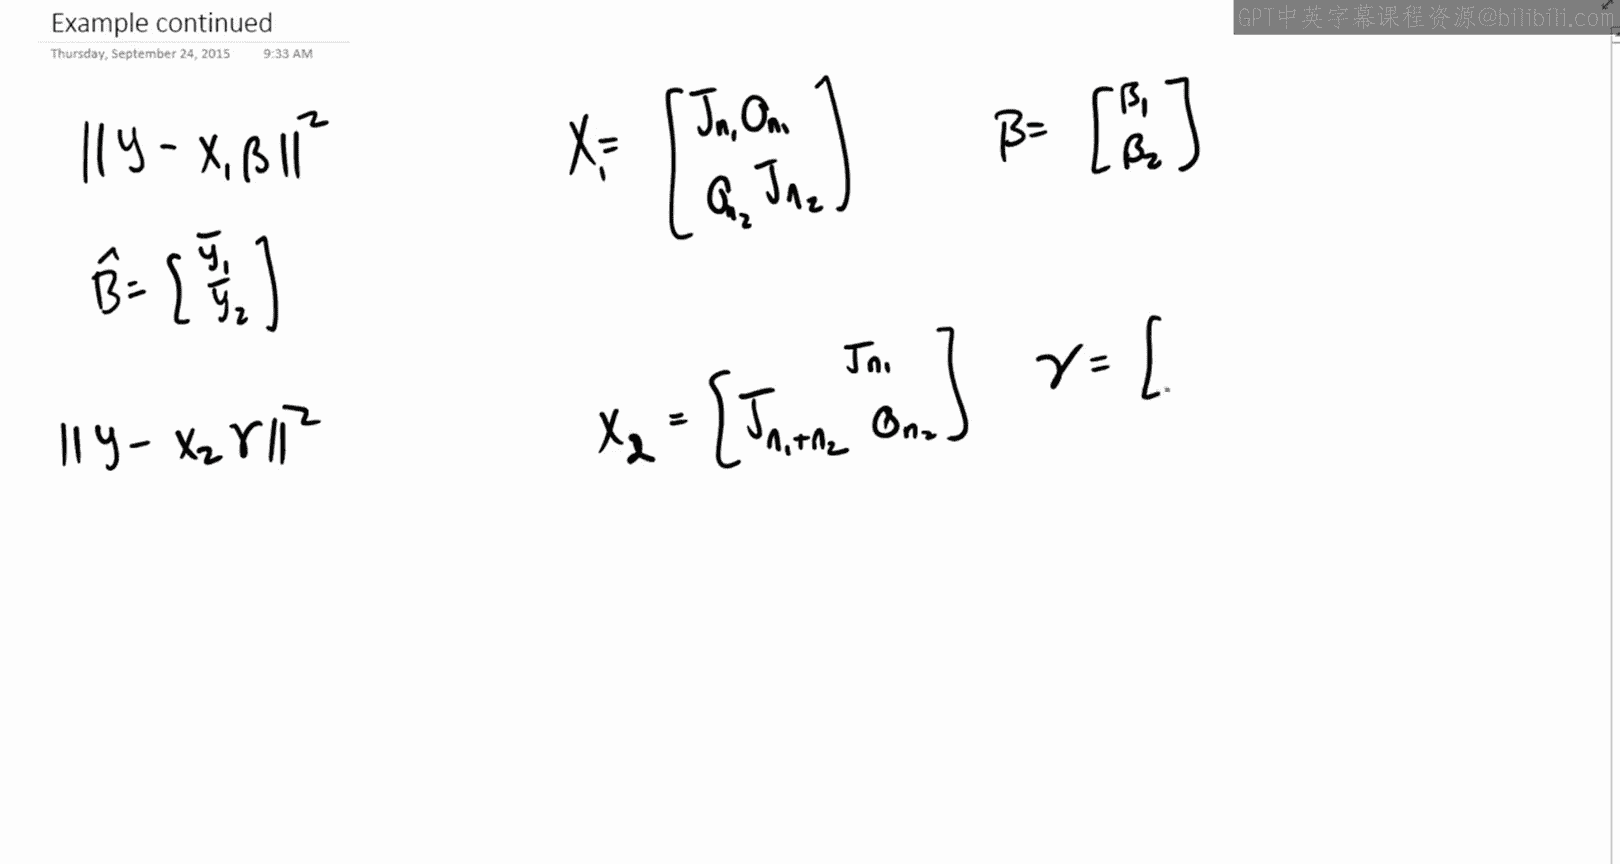 Example continued
Thursday, September 24, 2015 9:33 AM
GPT中英字幕课程资源@bilibili.com
||y - x₁β||²
X₁ = [J_{n₁} 0_{n₁}
0_{n₂} J_{n₂}]
β = [β₁
β₂]
β̂ = [ȳ₁
ȳ₂]
||y - x₂γ||²
x₂ = [J_{n₁+n₂} J_{n₁}
0_{n₂}]
γ = [